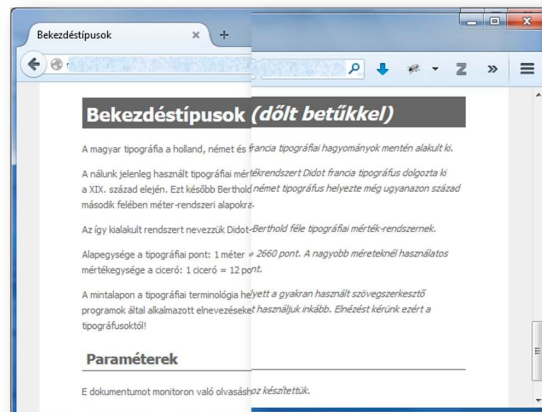 Bekezdéstípusok
Bekezdéstípusok (dőlt betűkkel)
A magyar tipográfia a holland, német és francia tipográfiai hagyományok mentén alakult ki.
A nálunk jelenleg használt tipográfiai mértékrendszert Didot francia tipográfus dolgozta ki
a XIX. század elején. Ezt később Berthold német tipográfus helyezte még ugyanazon század
második felében méter-rendszeri alapokra.
Az így kialakult rendszert nevezzük Didot-Berthold féle tipográfiai mérték-rendszernek.
Alapegysége a tipográfiai pont: 1 méter ≠ 2660 pont. A nagyobb méreteknél használatos
mértékegysége a ciceró: 1 ciceró = 12 pont.
A mintalapon a tipográfiai terminológia helyett a gyakran használt szövegszerkesztő
programok által alkalmazott elnevezéseket használjuk inkább. Elnézést kérünk ezért a
tipográfusoktól!
Paraméterek
E dokumentumot monitoron való olvasáshoz készítettük.